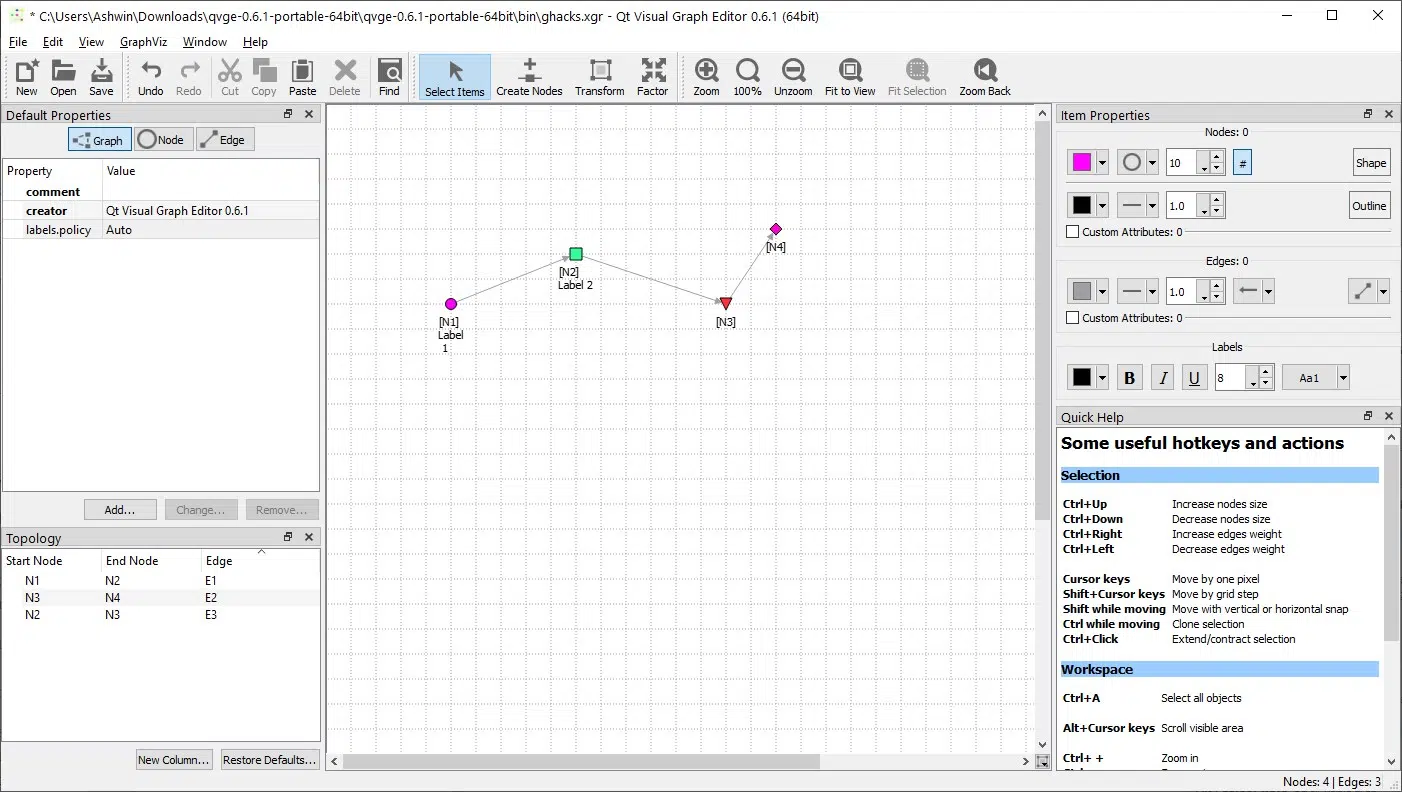 * C:\Users\Ashwin\Downloads\qvge-0.6.1-portable-64bit\qvge-0.6.1-portable-64bit\bin\ghacks.xgr - Qt Visual Graph Editor 0.6.1 (64bit)
File Edit View GraphViz Window Help
New Open Save Undo Redo Cut Copy Paste Delete Find Select Items Create Nodes Transform Factor Zoom 100% Unzoom Fit to View Fit Selection Zoom Back
Default Properties
Graph Node Edge
Property Value
comment
creator Qt Visual Graph Editor 0.6.1
labels.policy Auto
Add... Change... Remove...
Topology
Start Node End Node Edge
N1 N2 E1
N3 N4 E2
N2 N3 E3
New Column... Restore Defaults...
[N4]
[N2]
Label 2
[N1]
Label
1
[N3]
Item Properties
Nodes: 0
10 # Shape
1.0 Outline
Custom Attributes: 0
Edges: 0
1.0
Custom Attributes: 0
Labels
B I U 8 Aa1
Quick Help
Some useful hotkeys and actions
Selection
Ctrl+Up Increase nodes size
Ctrl+Down Decrease nodes size
Ctrl+Right Increase edges weight
Ctrl+Left Decrease edges weight
Cursor keys Move by one pixel
Shift+Cursor keys Move by grid step
Shift while moving Move with vertical or horizontal snap
Ctrl while moving Clone selection
Ctrl+Click Extend/contract selection
Workspace
Ctrl+A Select all objects
Alt+Cursor keys Scroll visible area
Ctrl+ + Zoom in
Nodes: 4 | Edges: 3